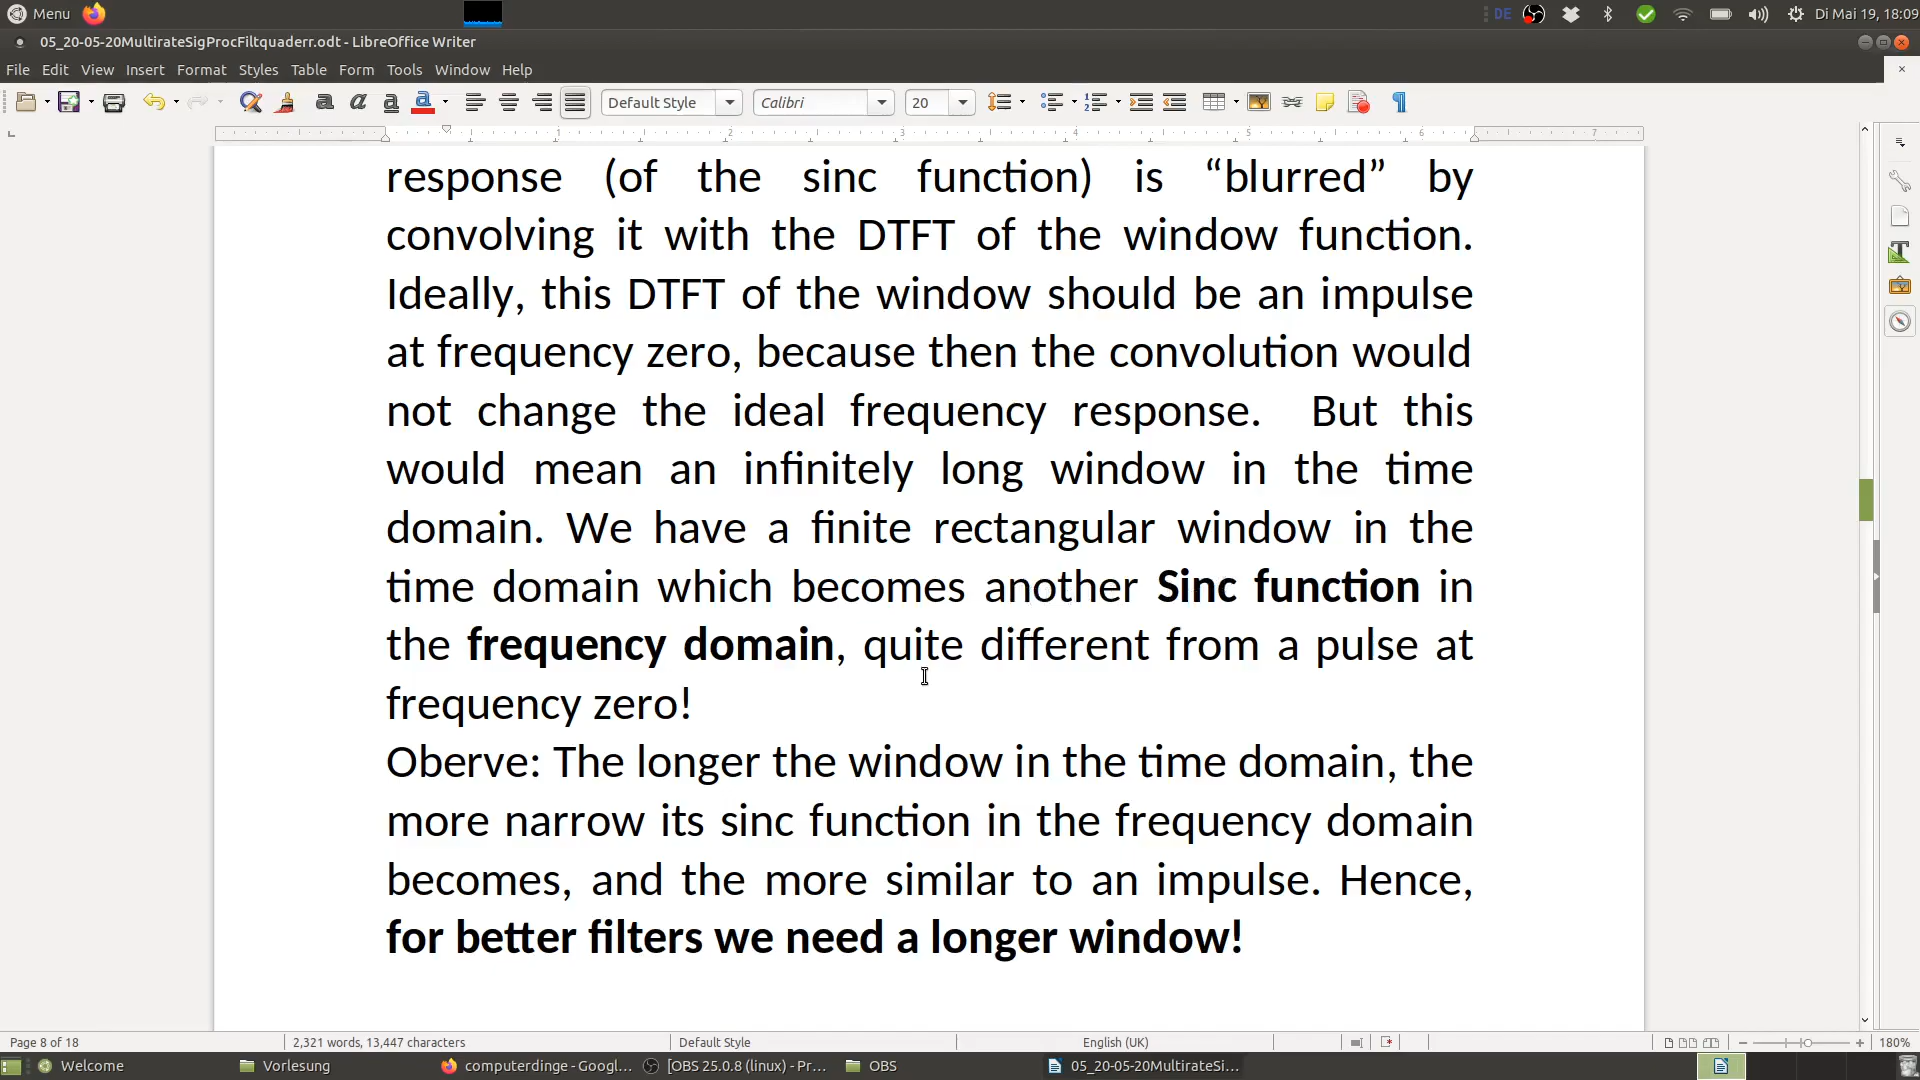 Menu
DE
Di Mai 19, 18:09
05_20-05-20MultirateSigProcFiltquaderr.odt - LibreOffice Writer
File Edit View Insert Format Styles Table Form Tools Window Help
Default Style
Calibri
20
1 2 3 4 5 6 7
response (of the sinc function) is “blurred” by
convolving it with the DTFT of the window function.
Ideally, this DTFT of the window should be an impulse
at frequency zero, because then the convolution would
not change the ideal frequency response. But this
would mean an infinitely long window in the time
domain. We have a finite rectangular window in the
time domain which becomes another Sinc function in
the frequency domain, quite different from a pulse at
frequency zero!
Oberve: The longer the window in the time domain, the
more narrow its sinc function in the frequency domain
becomes, and the more similar to an impulse. Hence,
for better filters we need a longer window!
Page 8 of 18
2,321 words, 13,447 characters
Default Style
English (UK)
180%
Welcome
Vorlesung
computerdinge - Googl...
[OBS 25.0.8 (linux) - Pr...
OBS
05_20-05-20MultirateSi...